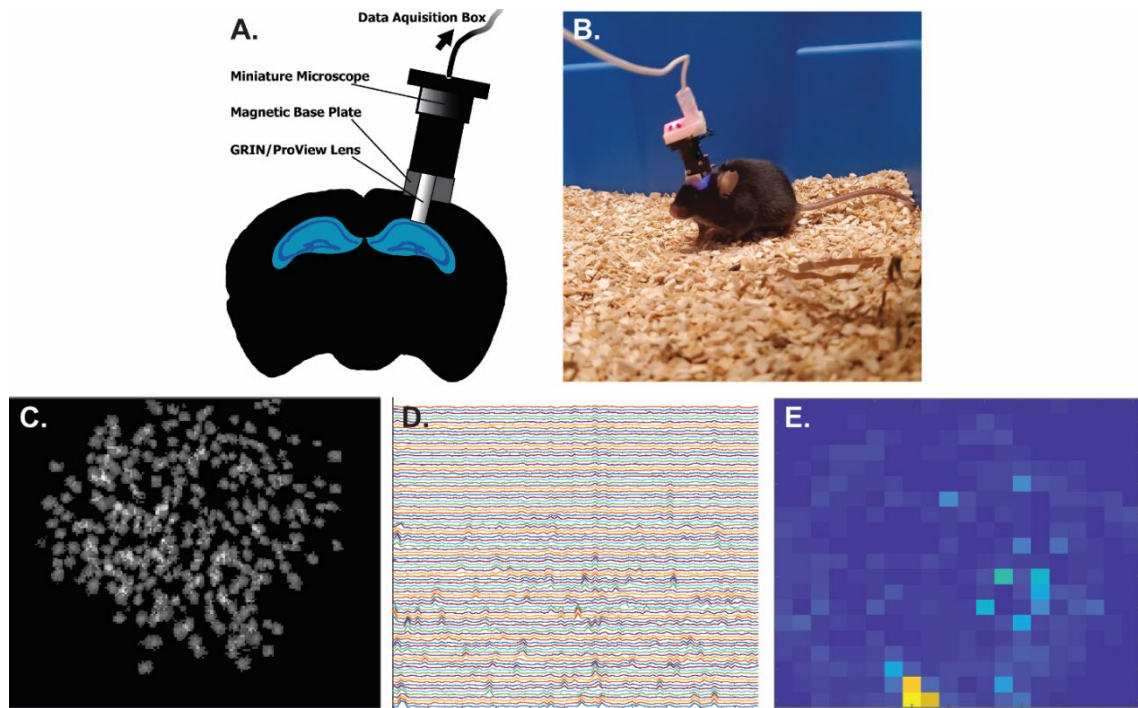 A.
Data Aquisition Box
Miniature Microscope
Magnetic Base Plate
GRIN/ProView Lens
B.
C.
D.
E.